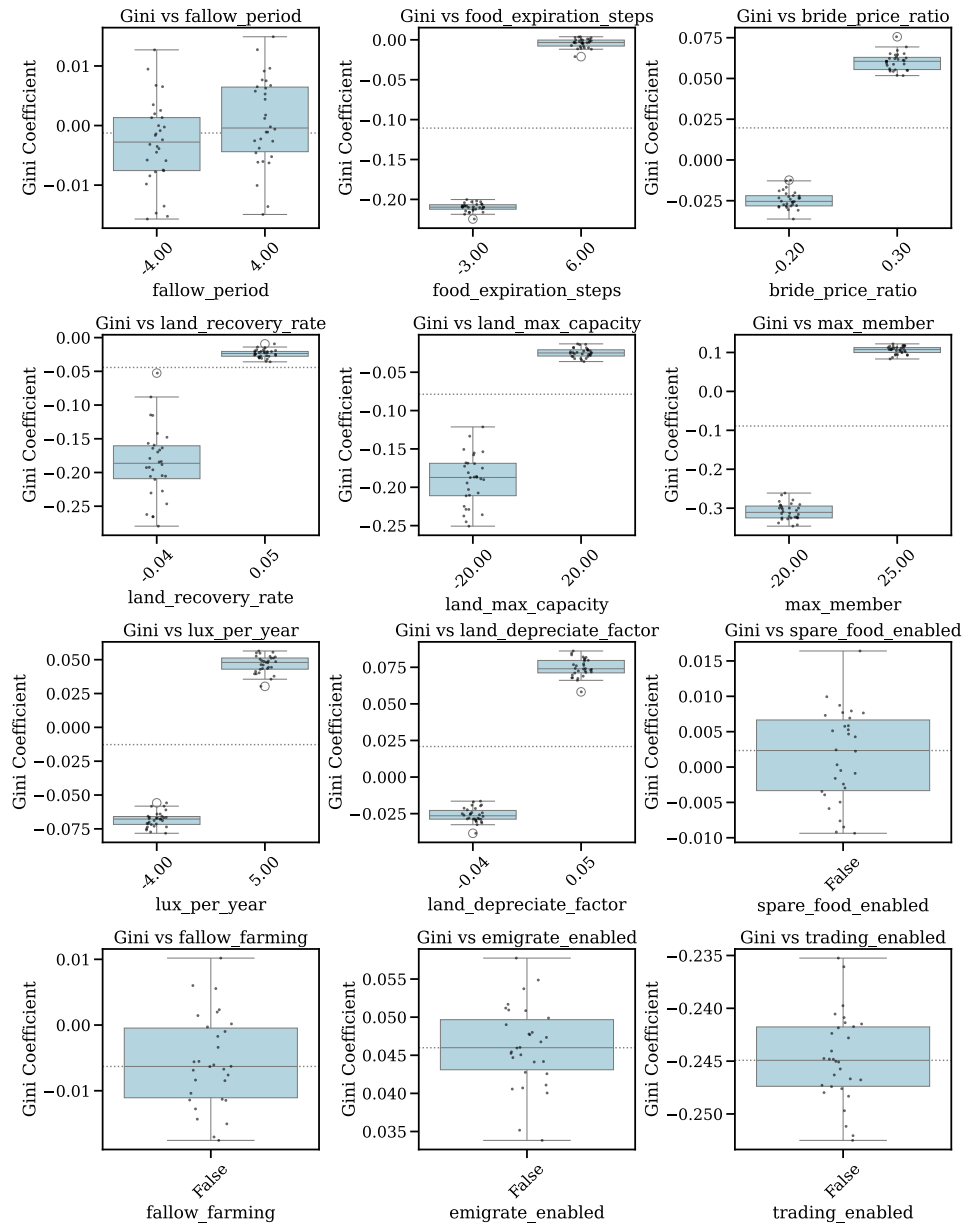 Gini vs fallow_period
Gini Coefficient
0.01
0.00
−0.01
-4.00
4.00
fallow_period
Gini vs food_expiration_steps
Gini Coefficient
0.00
−0.05
−0.10
−0.15
−0.20
-3.00
6.00
food_expiration_steps
Gini vs bride_price_ratio
Gini Coefficient
0.075
0.050
0.025
0.000
−0.025
-0.20
0.30
bride_price_ratio
Gini vs land_recovery_rate
Gini Coefficient
0.00
−0.05
−0.10
−0.15
−0.20
−0.25
-0.04
0.05
land_recovery_rate
Gini vs land_max_capacity
Gini Coefficient
0.00
−0.05
−0.10
−0.15
−0.20
−0.25
-20.00
20.00
land_max_capacity
Gini vs max_member
Gini Coefficient
0.1
0.0
−0.1
−0.2
−0.3
-20.00
25.00
max_member
Gini vs lux_per_year
Gini Coefficient
0.050
0.025
0.000
−0.025
−0.050
−0.075
-4.00
5.00
lux_per_year
Gini vs land_depreciate_factor
Gini Coefficient
0.075
0.050
0.025
0.000
−0.025
-0.04
0.05
land_depreciate_factor
Gini vs spare_food_enabled
Gini Coefficient
0.015
0.010
0.005
0.000
−0.005
−0.010
False
spare_food_enabled
Gini vs fallow_farming
Gini Coefficient
0.01
0.00
−0.01
False
fallow_farming
Gini vs emigrate_enabled
Gini Coefficient
0.055
0.050
0.045
0.040
0.035
False
emigrate_enabled
Gini vs trading_enabled
Gini Coefficient
−0.235
−0.240
−0.245
−0.250
False
trading_enabled